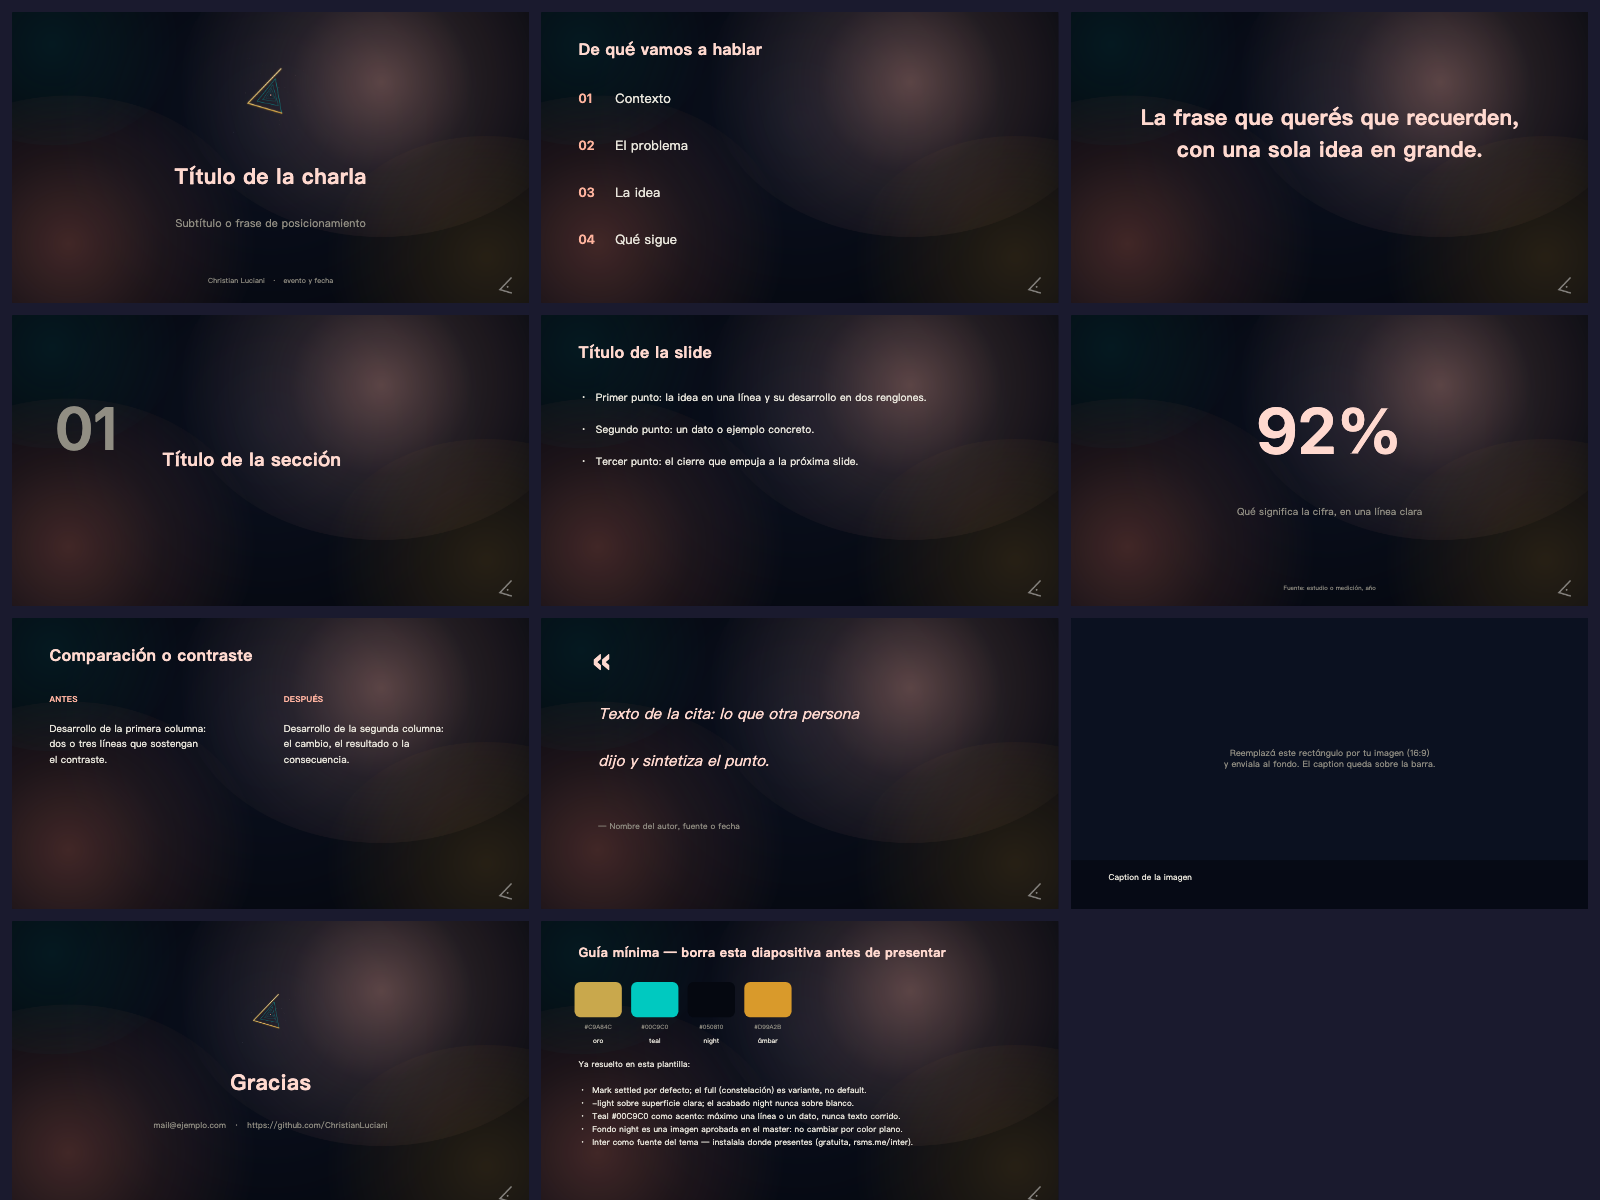 Título de la charla
Subtítulo o frase de posicionamiento
Christian Luciani · evento y fecha
De qué vamos a hablar
01 Contexto
02 El problema
03 La idea
04 Qué sigue
La frase que querés que recuerden,
con una sola idea en grande.
01
Título de la sección
Título de la slide
· Primer punto: la idea en una línea y su desarrollo en dos renglones.
· Segundo punto: un dato o ejemplo concreto.
· Tercer punto: el cierre que empuja a la próxima slide.
92%
Qué significa la cifra, en una línea clara
Fuente: estudio o medición, año
Comparación o contraste
ANTES
Desarrollo de la primera columna:
dos o tres líneas que sostengan
el contraste.
DESPUÉS
Desarrollo de la segunda columna:
el cambio, el resultado o la
consecuencia.
«
Texto de la cita: lo que otra persona
dijo y sintetiza el punto.
— Nombre del autor, fuente o fecha
Reemplazá este rectángulo por tu imagen (16:9)
y enviala al fondo. El caption queda sobre la barra.
Caption de la imagen
Gracias
mail@ejemplo.com · https://github.com/ChristianLuciani
Guía mínima — borra esta diapositiva antes de presentar
#C9A84C #00C9C0 #050810 #D99A2B
oro teal night ámbar
Ya resuelto en esta plantilla:
· Mark settled por defecto; el full (constelación) es variante, no default.
· -light sobre superficie clara; el acabado night nunca sobre blanco.
· Teal #00C9C0 como acento: máximo una línea o un dato, nunca texto corrido.
· Fondo night es una imagen aprobada en el master: no cambiar por color plano.
· Inter como fuente del tema — instalala donde presentes (gratuita, rsms.me/inter).